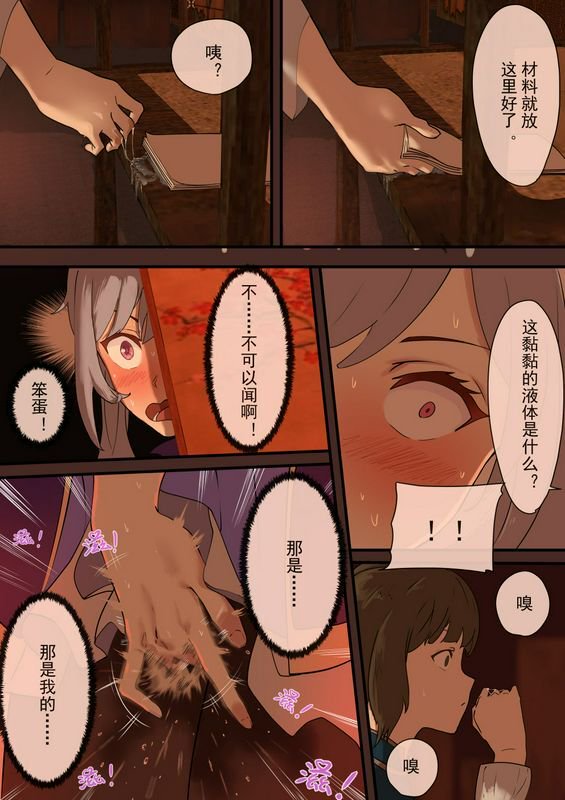 材料就放
这里好了。
咦？
这黏黏的液体是什么？
！！
不……不可以闻啊！
笨蛋！
嗅
嗅
那是……
那是我的……
滋！
滋！
滋！
滋！
滋！